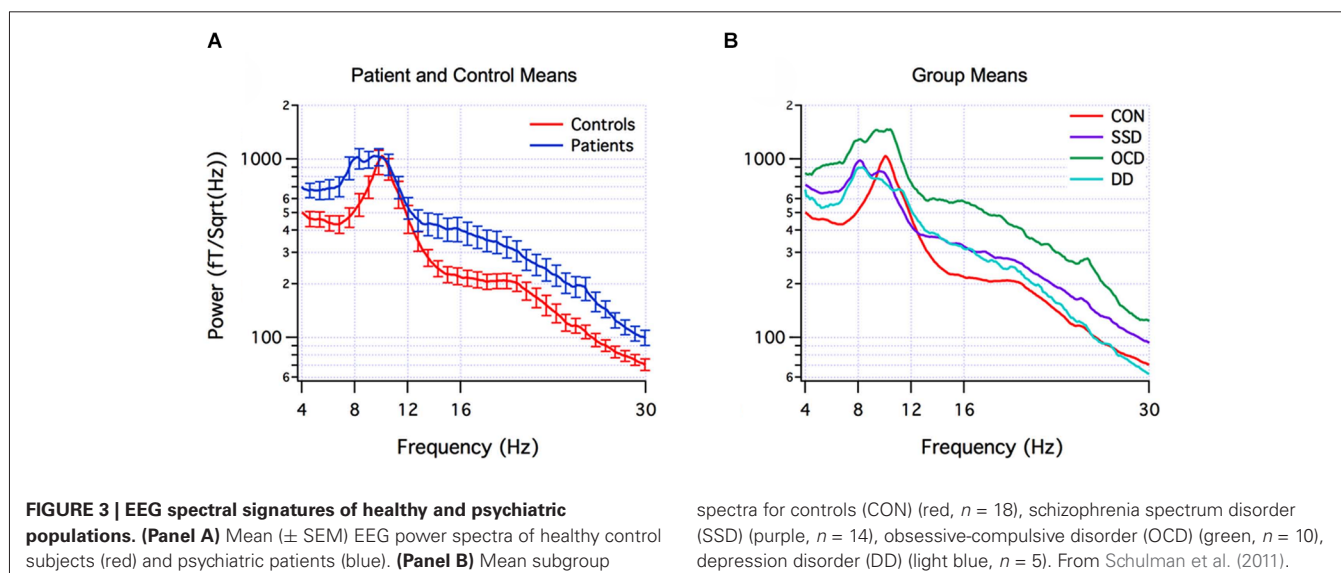 A
Patient and Control Means
Controls
Patients
2
1000
6
5
4
3
2
100
6
4
8
12
16
30
Power (fT/Sqrt(Hz))
Frequency (Hz)
B
Group Means
CON
SSD
OCD
DD
2
1000
6
5
4
3
2
100
6
4
8
12
16
30
Frequency (Hz)
FIGURE 3 | EEG spectral signatures of healthy and psychiatric
populations. (Panel A) Mean (± SEM) EEG power spectra of healthy control
subjects (red) and psychiatric patients (blue). (Panel B) Mean subgroup
spectra for controls (CON) (red, n = 18), schizophrenia spectrum disorder
(SSD) (purple, n = 14), obsessive-compulsive disorder (OCD) (green, n = 10),
depression disorder (DD) (light blue, n = 5). From Schulman et al. (2011).